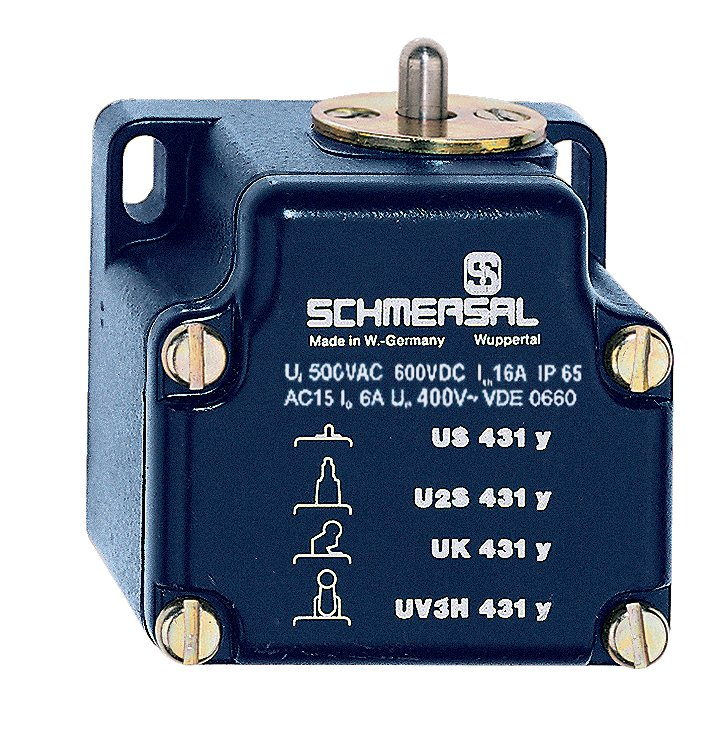 SCHMERSAL
Made in W.-Germany Wuppertal
Ui 500VAC 600VDC Ith 16A IP 65
AC15 Ie 6A Ue 400V~ VDE 0660
US 431 y
U2S 431 y
UK 431 y
UV3H 431 y